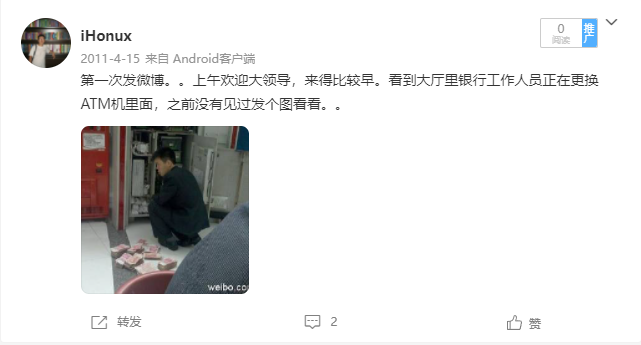 iHonux
0
阅读
推广
2011-4-15 来自 Android客户端
第一次发微博。。上午欢迎大领导，来得比较早。看到大厅里银行工作人员正在更换
ATM机里面，之前没有见过发个图看看。。
weibo.com
转发
2
赞